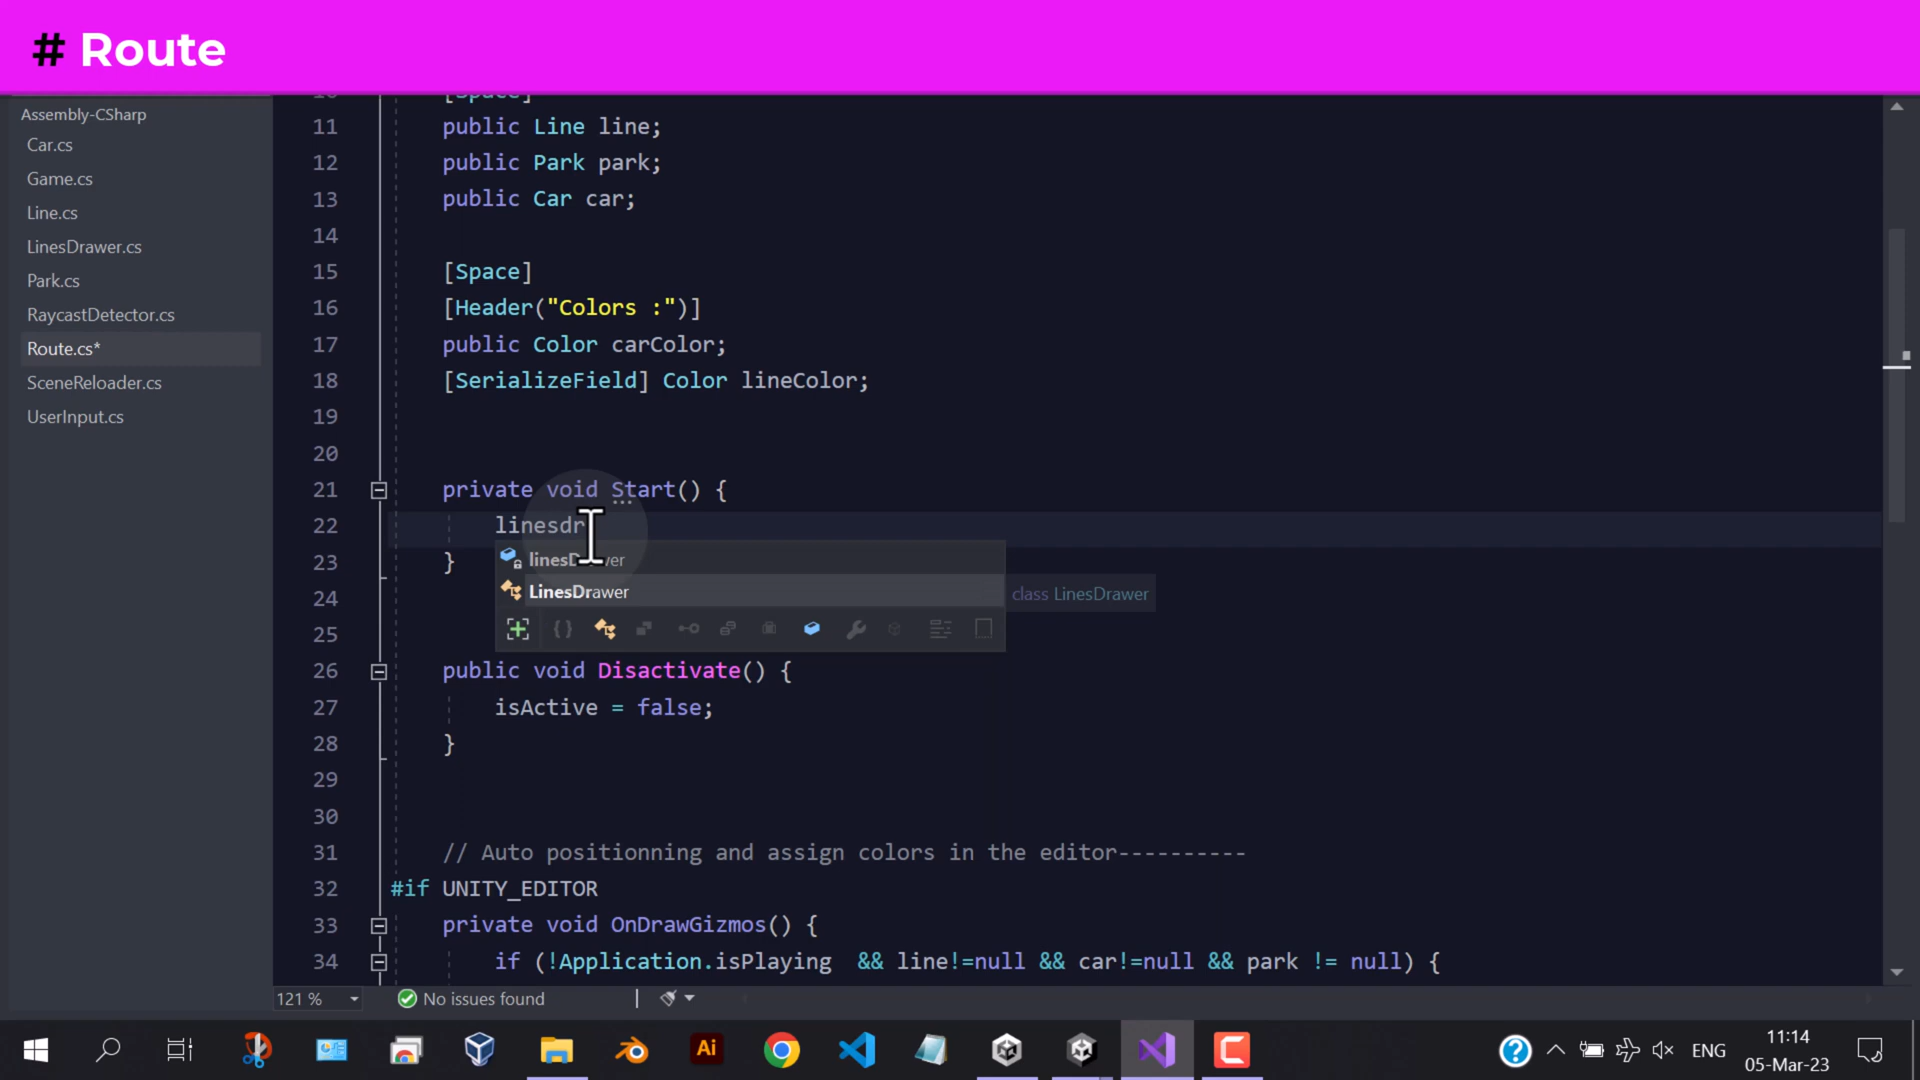 # Route
Assembly-CSharp
Car.cs
Game.cs
Line.cs
LinesDrawer.cs
Park.cs
RaycastDetector.cs
Route.cs*
SceneReloader.cs
UserInput.cs
10 [Space]
11 public Line line;
12 public Park park;
13 public Car car;
14
15 [Space]
16 [Header("Colors :")]
17 public Color carColor;
18 [SerializeField] Color lineColor;
19
20
21 private void Start() {
22 linesdr
linesDrawer
23 }
LinesDrawer
class LinesDrawer
24
25
26 public void Disactivate() {
27 isActive = false;
28 }
29
30
31 // Auto positionning and assign colors in the editor----------
32 #if UNITY_EDITOR
33 private void OnDrawGizmos() {
34 if (!Application.isPlaying && line!=null && car!=null && park != null) {
121 %
No issues found
Ai
ENG
11:14
05-Mar-23